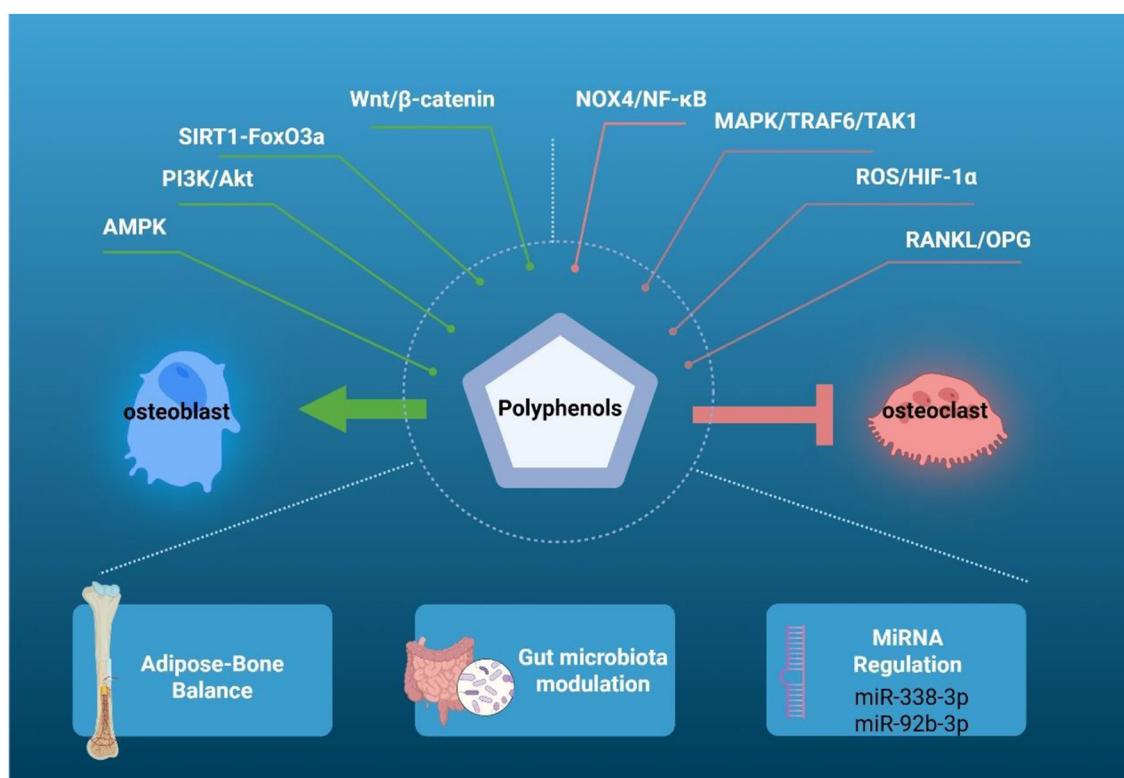 Wnt/β-catenin
NOX4/NF-κB
SIRT1-FoxO3a
MAPK/TRAF6/TAK1
PI3K/Akt
ROS/HIF-1α
AMPK
RANKL/OPG
osteoblast
Polyphenols
osteoclast
Adipose-Bone
Balance
Gut microbiota
modulation
MiRNA
Regulation
miR-338-3p
miR-92b-3p